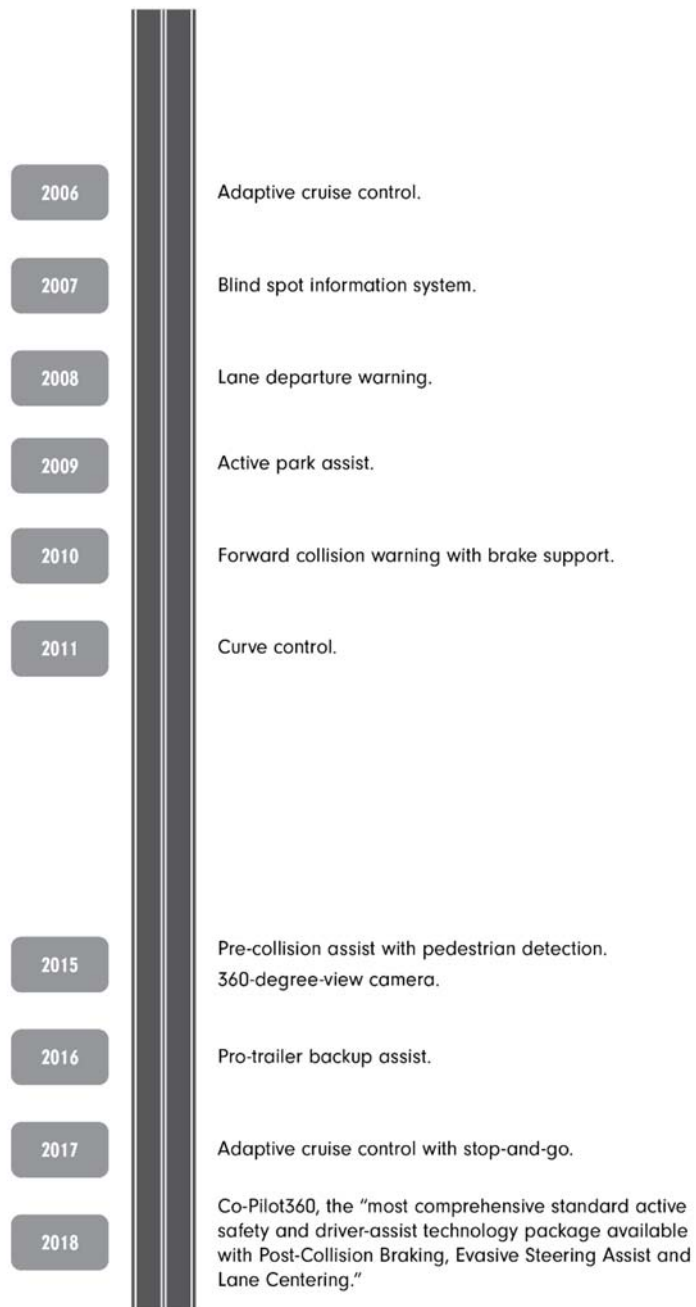 2006
Adaptive cruise control.
2007
Blind spot information system.
2008
Lane departure warning.
2009
Active park assist.
2010
Forward collision warning with brake support.
2011
Curve control.
2015
Pre-collision assist with pedestrian detection.
360-degree-view camera.
2016
Pro-trailer backup assist.
2017
Adaptive cruise control with stop-and-go.
2018
Co-Pilot360, the “most comprehensive standard active
safety and driver-assist technology package available
with Post-Collision Braking, Evasive Steering Assist and
Lane Centering.”